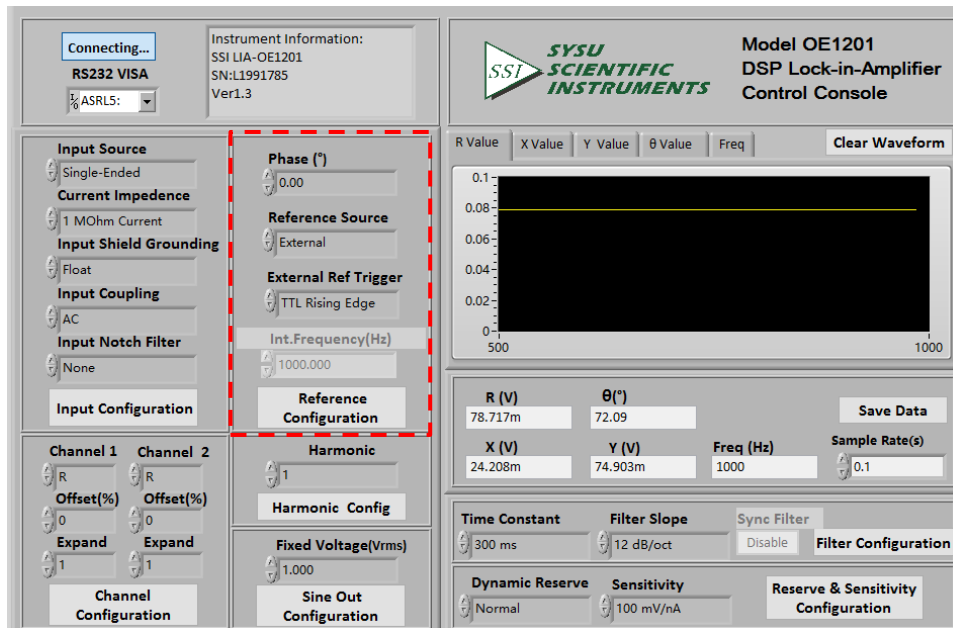 Connecting...
RS232 VISA
I/O ASRL5:
Instrument Information:
SSI LIA-OE1201
SN:L1991785
Ver1.3
SSI
SYSU
SCIENTIFIC
INSTRUMENTS
Model OE1201
DSP Lock-in-Amplifier
Control Console
Input Source
Single-Ended
Current Impedance
1 MOhm Current
Input Shield Grounding
Float
Input Coupling
AC
Input Notch Filter
None
Input Configuration
Phase (°)
0.00
Reference Source
External
External Ref Trigger
TTL Rising Edge
Int.Frequency(Hz)
1000.000
Reference
Configuration
R Value X Value Y Value θ Value Freq
Clear Waveform
0.1
0.08
0.06
0.04
0.02
0
500 1000
Channel 1 Channel 2
R R
Offset(%) Offset(%)
0 0
Expand Expand
1 1
Channel
Configuration
Harmonic
1
Harmonic Config
Fixed Voltage(Vrms)
1.000
Sine Out
Configuration
R (V) θ(°)
78.717m 72.09
Save Data
X (V) Y (V) Freq (Hz) Sample Rate(s)
24.208m 74.903m 1000 0.1
Time Constant Filter Slope Sync Filter
300 ms 12 dB/oct Disable Filter Configuration
Dynamic Reserve Sensitivity
Normal 100 mV/nA
Reserve & Sensitivity
Configuration